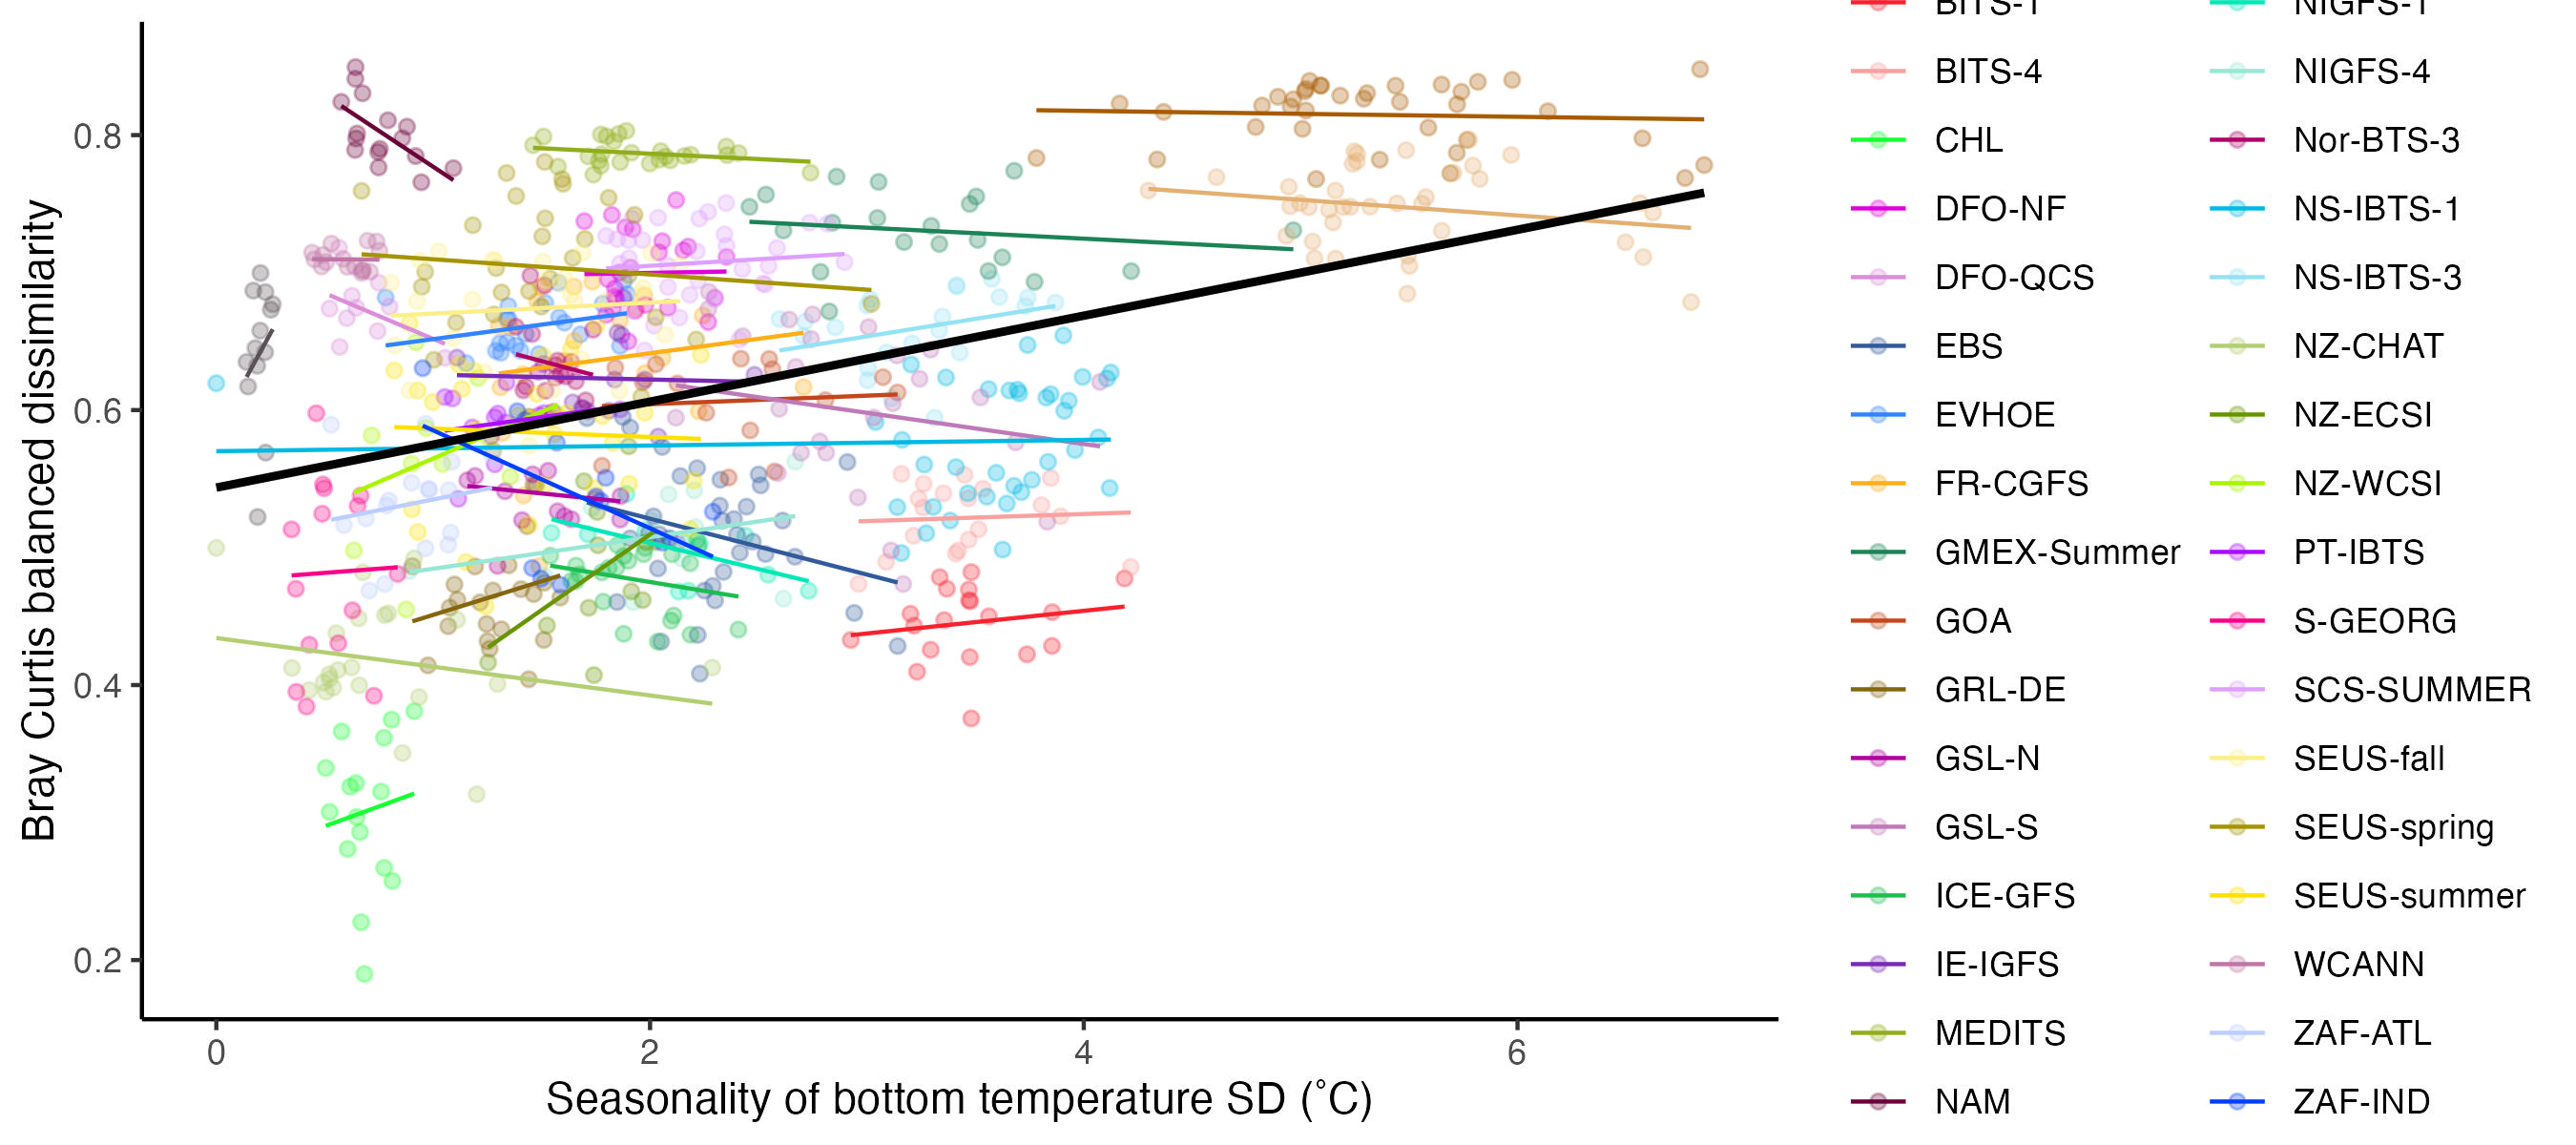 Bray Curtis balanced dissimilarity
0.8
0.6
0.4
0.2
0 2 4 6
Seasonality of bottom temperature SD (˚C)
BITS-1
BITS-4
CHL
DFO-NF
DFO-QCS
EBS
EVHOE
FR-CGFS
GMEX-Summer
GOA
GRL-DE
GSL-N
GSL-S
ICE-GFS
IE-IGFS
MEDITS
NAM
NIGFS-1
NIGFS-4
Nor-BTS-3
NS-IBTS-1
NS-IBTS-3
NZ-CHAT
NZ-ECSI
NZ-WCSI
PT-IBTS
S-GEORG
SCS-SUMMER
SEUS-fall
SEUS-spring
SEUS-summer
WCANN
ZAF-ATL
ZAF-IND